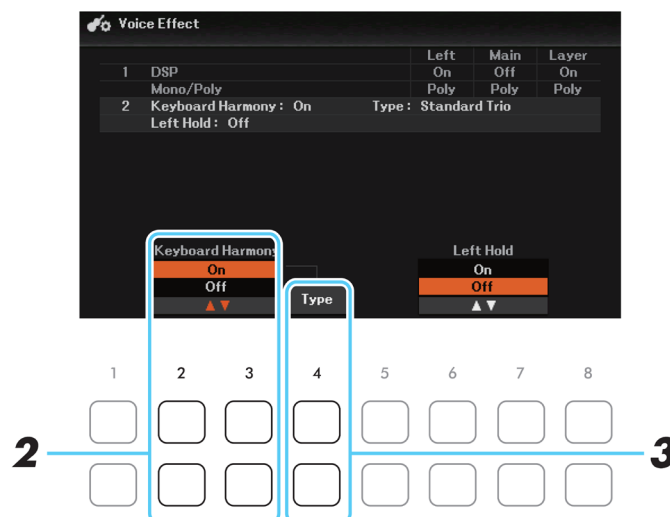 Voice Effect
Left Main Layer
1 DSP On Off On
Mono/Poly Poly Poly Poly
2 Keyboard Harmony: On Type: Standard Trio
Left Hold: Off
Keyboard Harmony Left Hold
On On
Off Type Off
▲▼ ▲▼
1 2 3 4 5 6 7 8
2 3